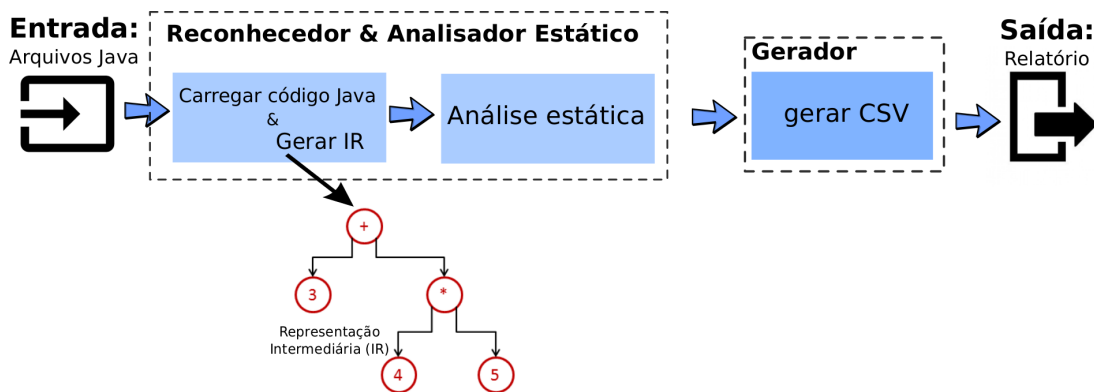 Entrada:
Arquivos Java
Reconhecedor & Analisador Estático
Carregar código Java
&
Gerar IR
Análise estática
Gerador
gerar CSV
Saída:
Relatório
+
3
*
Representação
Intermediária (IR)
4
5